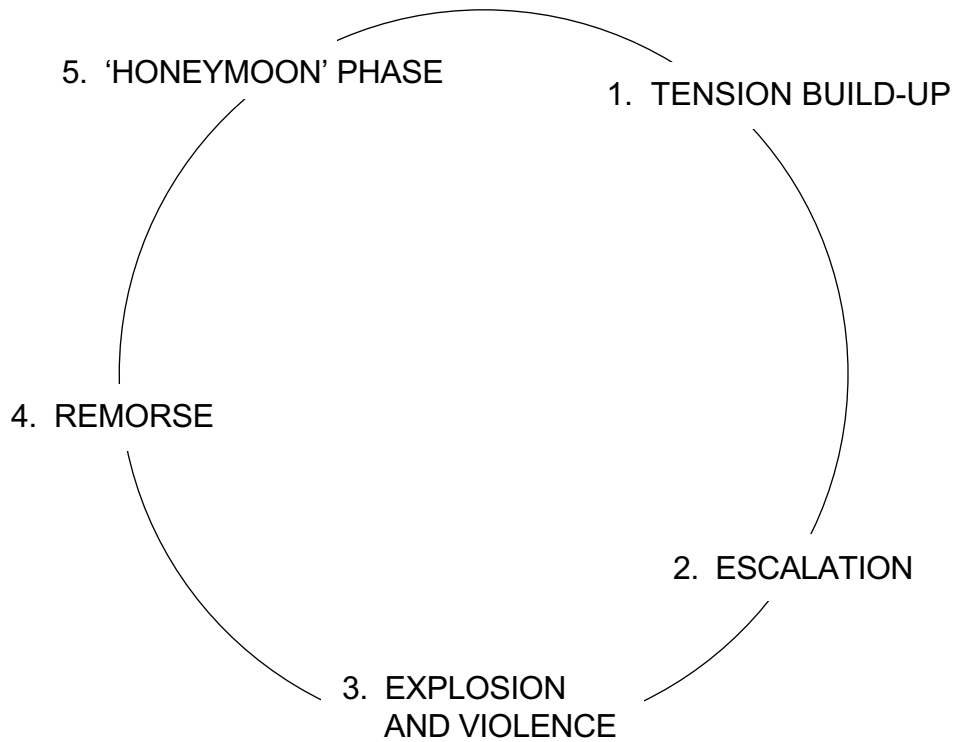 5. ‘HONEYMOON’ PHASE
1. TENSION BUILD-UP
4. REMORSE
2. ESCALATION
3. EXPLOSION
AND VIOLENCE